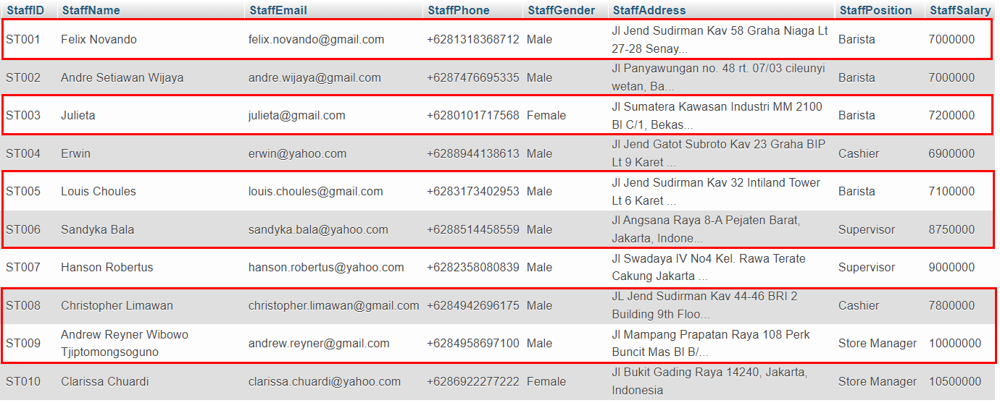 StaffID StaffName StaffEmail StaffPhone StaffGender StaffAddress StaffPosition StaffSalary
ST001 Felix Novando felix.novando@gmail.com +6281318368712 Male Jl Jend Sudirman Kav 58 Graha Niaga Lt 27-28 Senay... Barista 7000000
ST002 Andre Setiawan Wijaya andre.wijaya@gmail.com +6287476695335 Male Jl Panyawungan no. 48 rt. 07/03 cileunyi wetan, Ba... Barista 7000000
ST003 Julieta julieta@gmail.com +6280101717568 Female Jl Sumatera Kawasan Industri MM 2100 Bl C/1, Bekas... Barista 7200000
ST004 Erwin erwin@yahoo.com +6288944138613 Male Jl Jend Gatot Subroto Kav 23 Graha BIP Lt 9 Karet ... Cashier 6900000
ST005 Louis Choules louis.choules@gmail.com +6283173402953 Male Jl Jend Sudirman Kav 32 Intiland Tower Lt 6 Karet ... Barista 7100000
ST006 Sandyka Bala sandyka.bala@yahoo.com +6288514458559 Male Jl Angsana Raya 8-A Pejaten Barat, Jakarta, Indone... Supervisor 8750000
ST007 Hanson Robertus hanson.robertus@yahoo.com +6282358080839 Male Jl Swadaya IV No4 Kel. Rawa Terate Cakung Jakarta ... Supervisor 9000000
ST008 Christopher Limawan christopher.limawan@gmail.com +6284942696175 Male JL Jend Sudirman Kav 44-46 BRI 2 Building 9th Floo... Cashier 7800000
ST009 Andrew Reyner Wibowo Tjiptomongsoguno andrew.reyner@gmail.com +6284958697100 Male Jl Mampang Prapatan Raya 108 Perk Buncit Mas Bl B/... Store Manager 10000000
ST010 Clarissa Chuardi clarissa.chuardi@yahoo.com +6286922277222 Female Jl Bukit Gading Raya 14240, Jakarta, Indonesia Store Manager 10500000